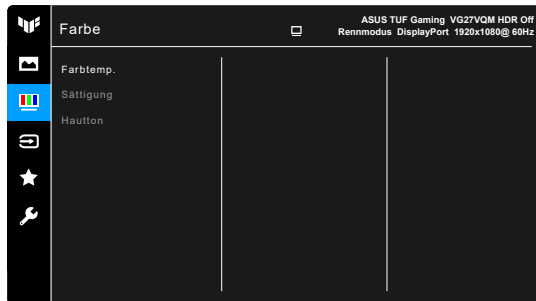 Farbe
ASUS TUF Gaming VG27VQM HDR Off
Rennmodus DisplayPort 1920x1080@ 60Hz
Farbtemp.
Sättigung
Hautton